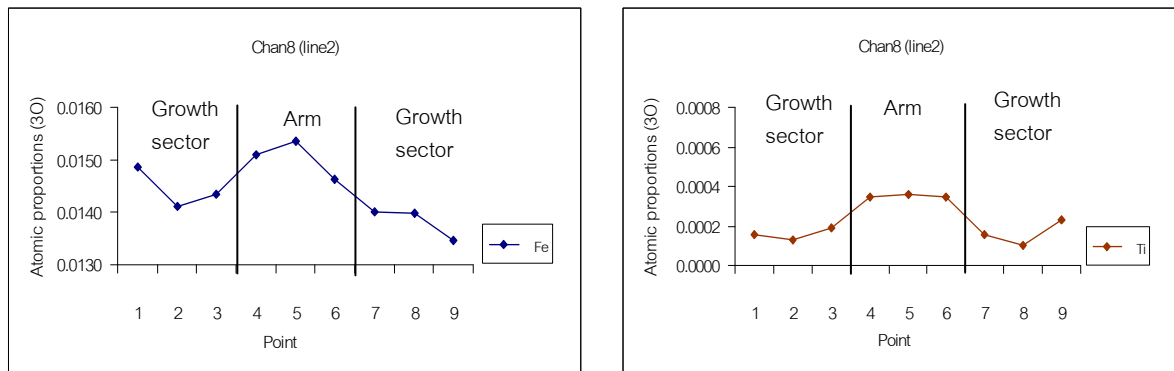 Chan8 (line2)
Atomic proportions (3O)
0.0160
0.0150
0.0140
0.0130
Growth
sector
Arm
Growth
sector
Fe
1 2 3 4 5 6 7 8 9
Point
Chan8 (line2)
Atomic proportions (3O)
0.0008
0.0006
0.0004
0.0002
0.0000
Growth
sector
Arm
Growth
sector
Ti
1 2 3 4 5 6 7 8 9
Point